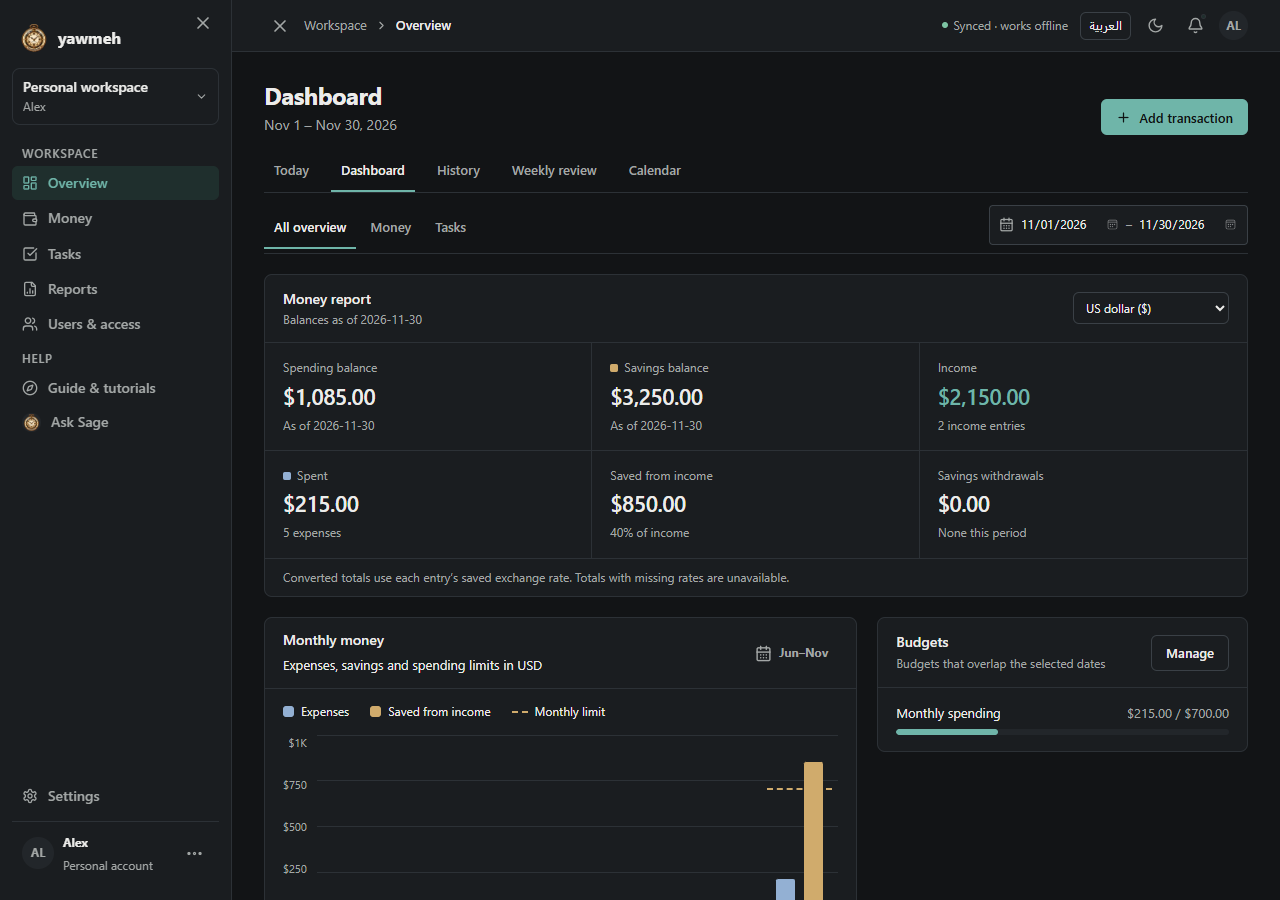 yawmeh
Personal workspace
Alex
WORKSPACE
Overview
Money
Tasks
Reports
Users & access
HELP
Guide & tutorials
Ask Sage
Settings
AL
Alex
Personal account
Workspace > Overview
Synced · works offline
العربية
AL
Dashboard
Nov 1 – Nov 30, 2026
+ Add transaction
Today Dashboard History Weekly review Calendar
All overview Money Tasks
11/01/2026 – 11/30/2026
Money report
Balances as of 2026-11-30
US dollar ($)
Spending balance
$1,085.00
As of 2026-11-30
Savings balance
$3,250.00
As of 2026-11-30
Income
$2,150.00
2 income entries
Spent
$215.00
5 expenses
Saved from income
$850.00
40% of income
Savings withdrawals
$0.00
None this period
Converted totals use each entry's saved exchange rate. Totals with missing rates are unavailable.
Monthly money
Expenses, savings and spending limits in USD
Jun–Nov
Expenses Saved from income Monthly limit
$1K
$750
$500
$250
Budgets
Budgets that overlap the selected dates
Manage
Monthly spending
$215.00 / $700.00